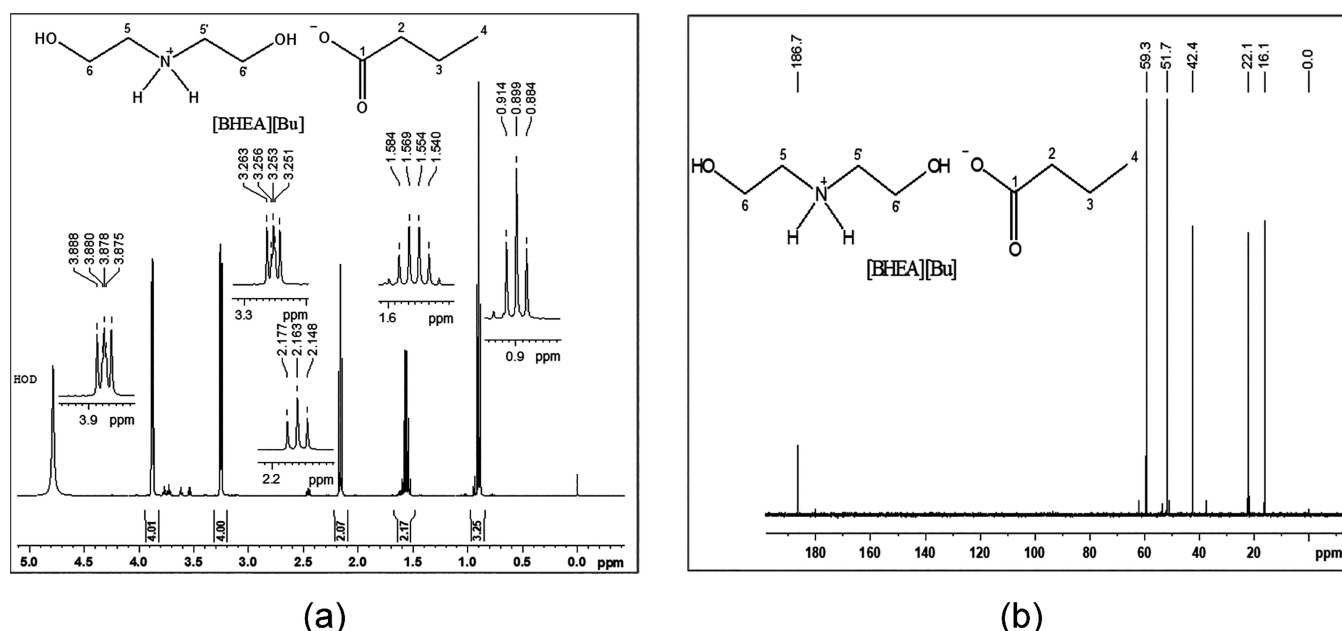 HO
5
5'
OH
6
N
+
6'
H
H
−
O
1
2
3
4
O
[BHEA][Bu]
3.888
3.880
3.878
3.875
3.9 ppm
3.263
3.256
3.253
3.251
3.3 ppm
2.177
2.163
2.148
2.2 ppm
1.584
1.569
1.554
1.540
1.6 ppm
0.914
0.899
0.884
0.9 ppm
HOD
4.01 4.00 2.07 2.17 3.25
5.0 4.5 4.0 3.5 3.0 2.5 2.0 1.5 1.0 0.5 0.0 ppm
(a)
186.7
59.3
51.7
42.4
22.1
16.1
0.0
HO
5
5'
OH
6
N
+
6'
H
H
−
O
1
2
3
4
O
[BHEA][Bu]
180 160 140 120 100 80 60 40 20 ppm
(b)